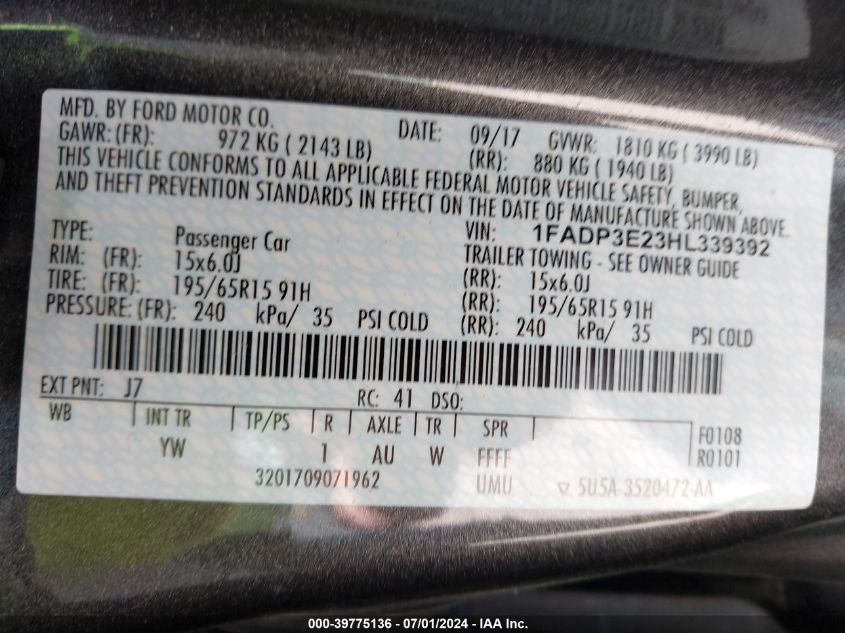 MFD. BY FORD MOTOR CO.
DATE: 09/17 GVWR: 1810 KG ( 3990 LB)
GAWR: (FR): 972 KG ( 2143 LB) (RR): 880 KG ( 1940 LB)
THIS VEHICLE CONFORMS TO ALL APPLICABLE FEDERAL MOTOR VEHICLE SAFETY, BUMPER,
AND THEFT PREVENTION STANDARDS IN EFFECT ON THE DATE OF MANUFACTURE SHOWN ABOVE.
VIN: 1FADP3E23HL339392
TYPE: Passenger Car TRAILER TOWING - SEE OWNER GUIDE
RIM: (FR): 15x6.0J (RR): 15x6.0J
TIRE: (FR): 195/65R15 91H (RR): 195/65R15 91H
PRESSURE: (FR): 240 kPa/ 35 PSI COLD (RR): 240 kPa/ 35 PSI COLD
EXT PNT: J7 RC: 41 DSO:
WB INT TR TP/PS R AXLE TR SPR F0108
YW 1 AU W FFFF R0101
3201709071962 UMU ▽ 5U5A-3520472-AA
000-39775136 - 07/01/2024 - IAA Inc.